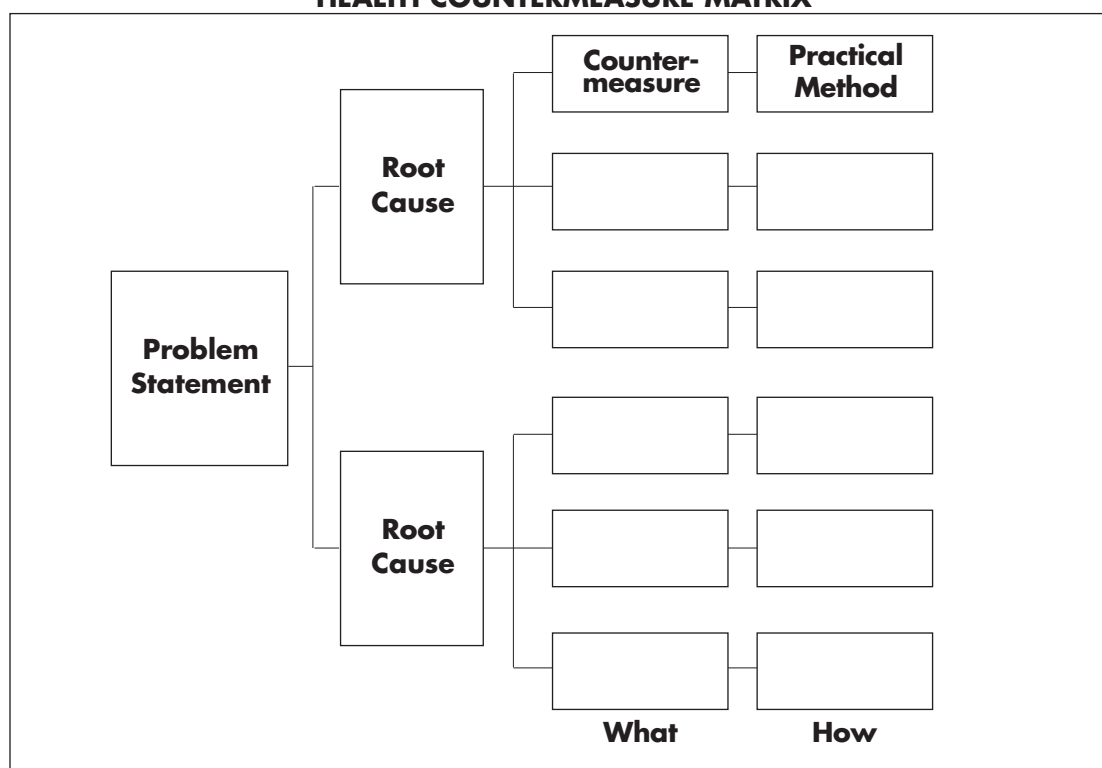 HEALTH COUNTERMEASURE MATRIX
Counter-
measure
Practical
Method
Root
Cause
Problem
Statement
Root
Cause
What
How